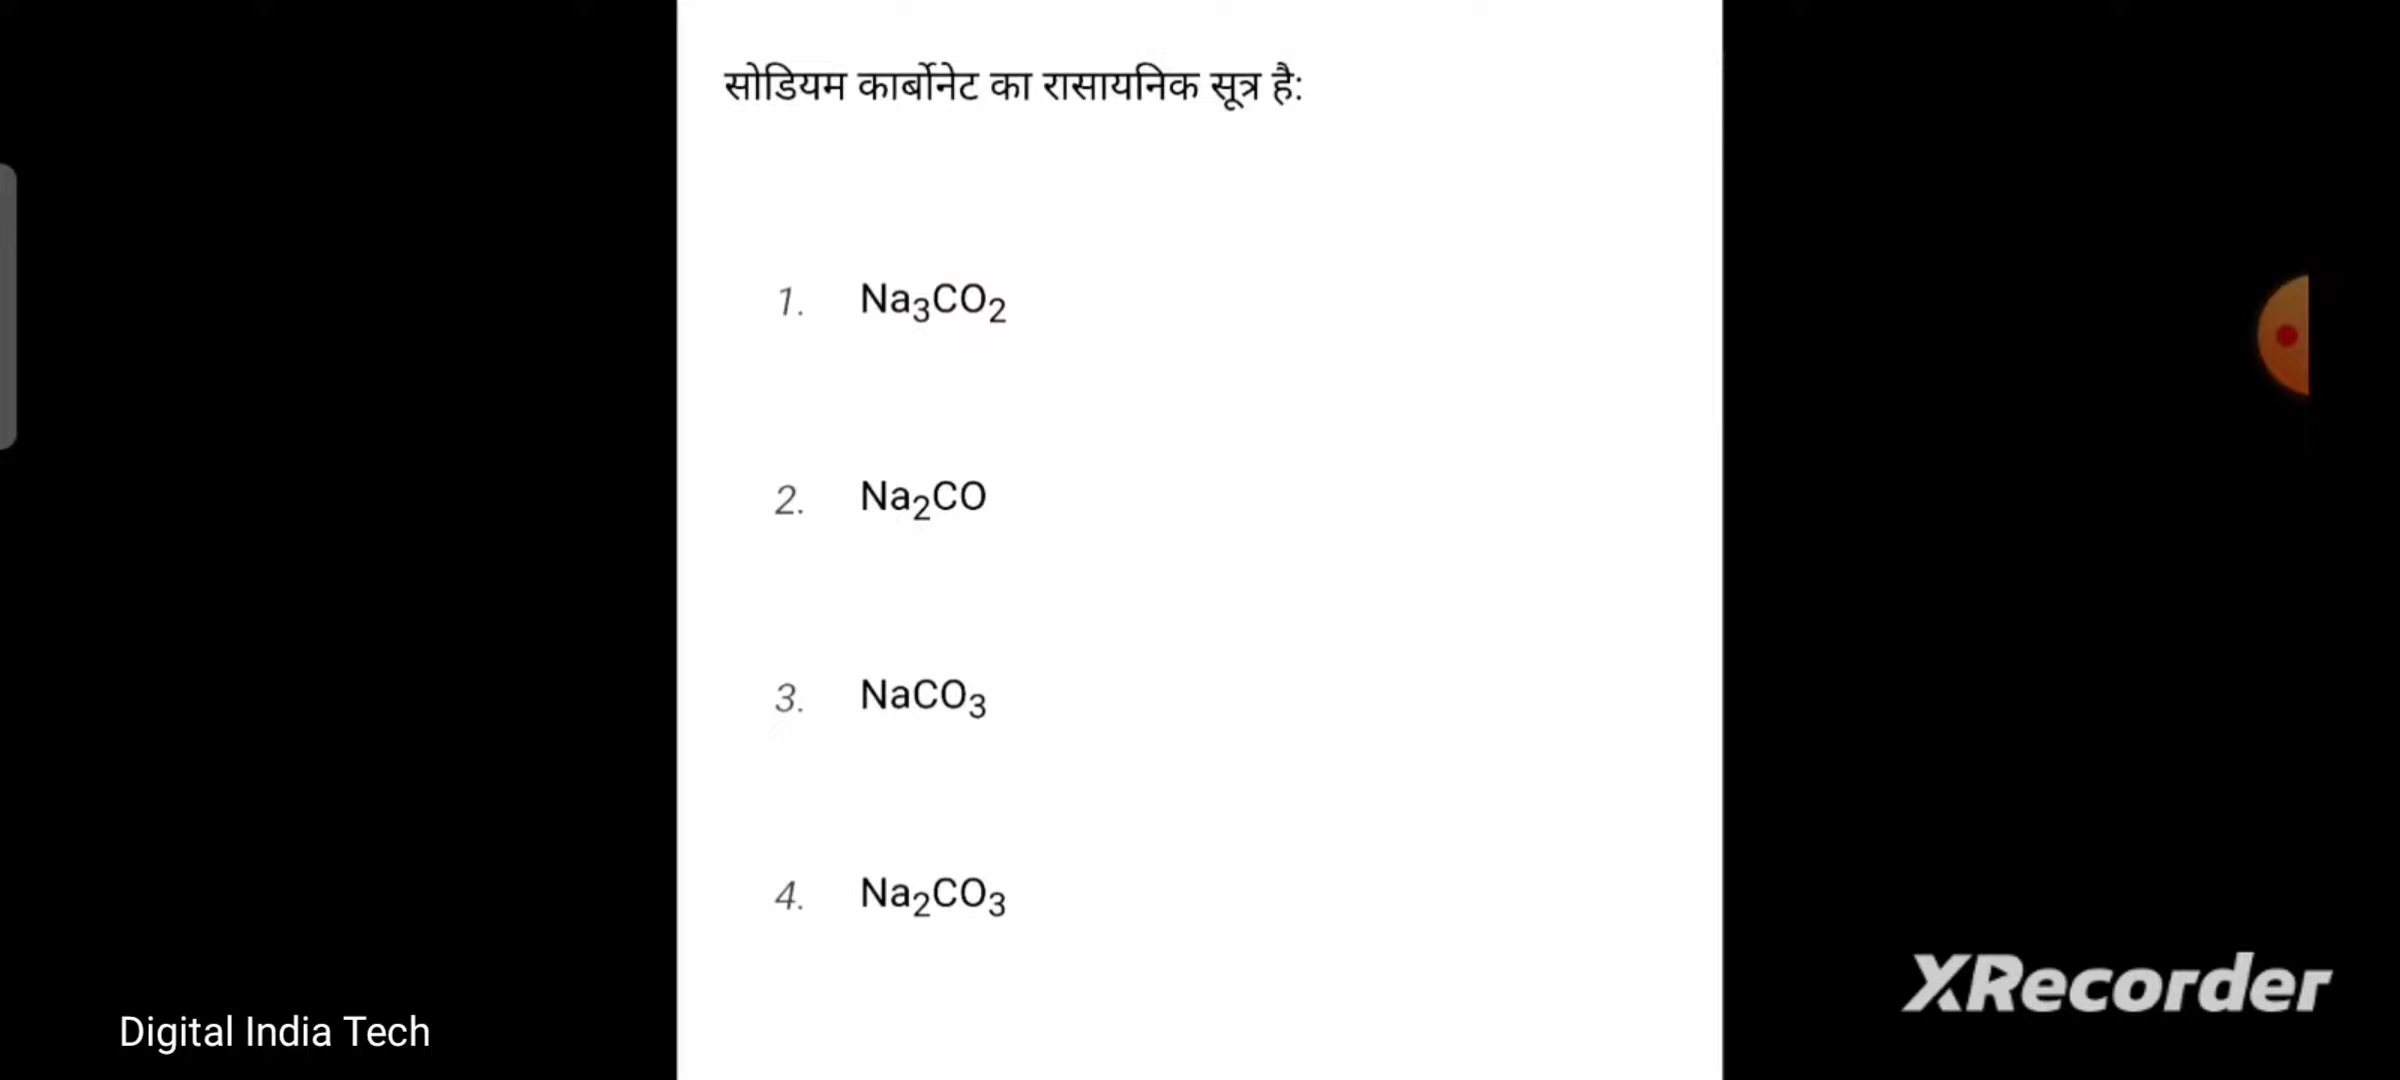 सोडियम कार्बोनेट का रासायनिक सूत्र है:
1. Na₃CO₂
2. Na₂CO
3. NaCO₃
4. Na₂CO₃
XRecorder
Digital India Tech